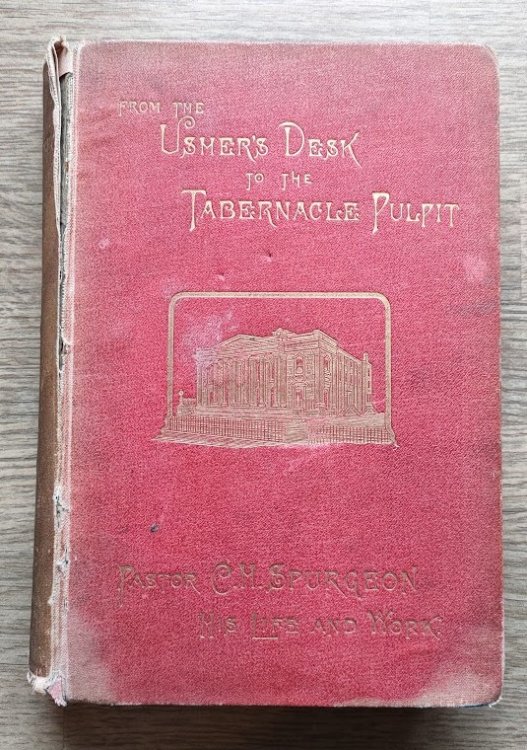 FROM THE
USHER'S DESK
TO THE
TABERNACLE PULPIT
PASTOR C. H. SPURGEON
HIS LIFE AND WORK.